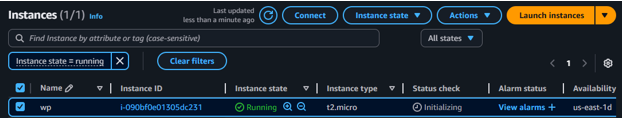 Instances (1/1) Info
Last updated
less than a minute ago
Connect
Instance state
Actions
Launch instances
Find Instance by attribute or tag (case-sensitive)
All states
Instance state = running
Clear filters
1
Name Instance ID Instance state Instance type Status check Alarm status Availability
wp i-090bf0e01305dc231 Running t2.micro Initializing View alarms + us-east-1d